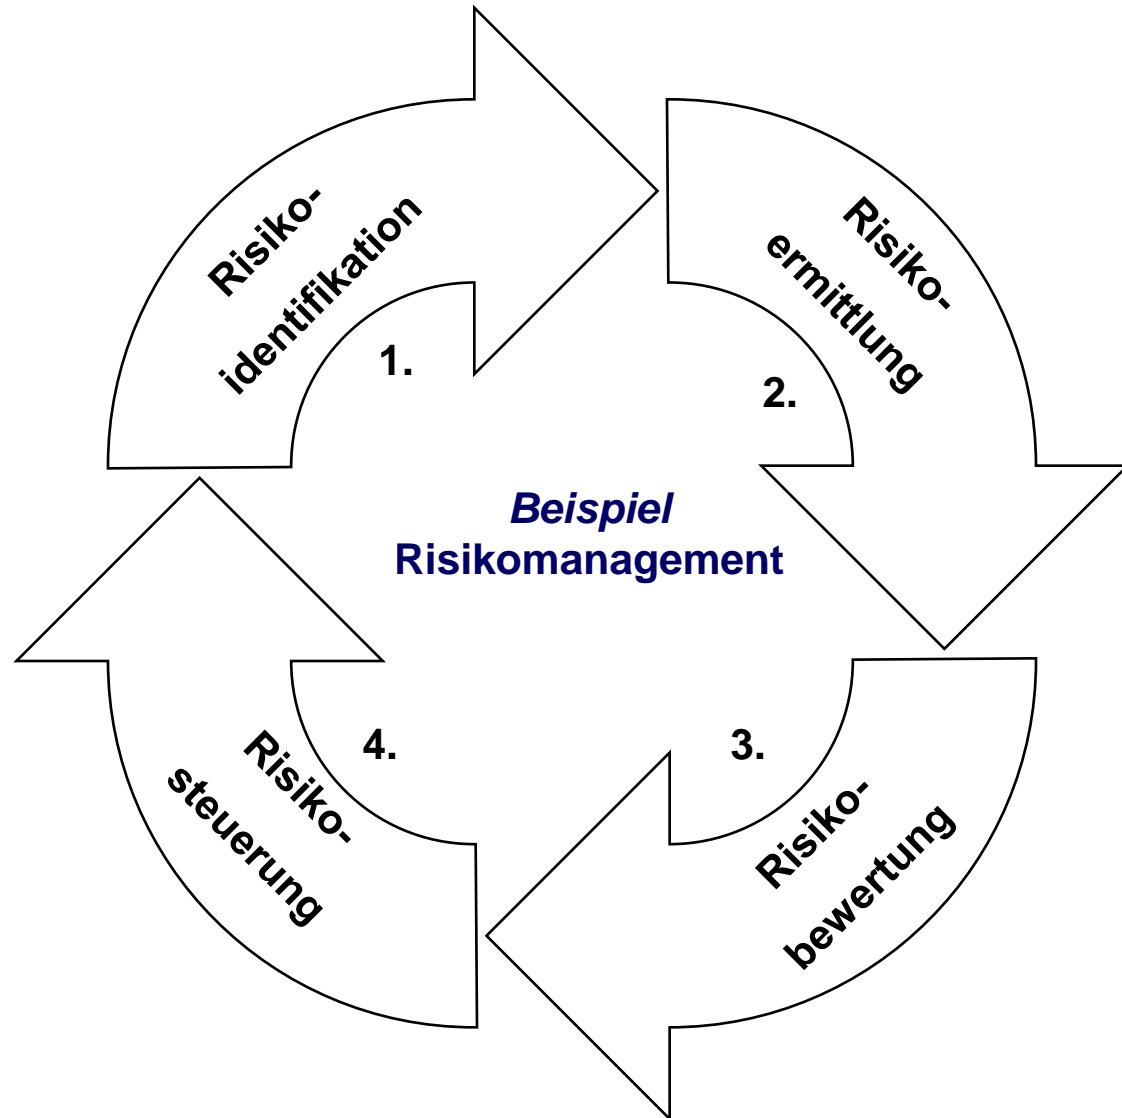 Risiko-
identifikation
1.
Risiko-
ermittlung
2.
Beispiel
Risikomanagement
3.
Risiko-
bewertung
4.
Risiko-
steuerung